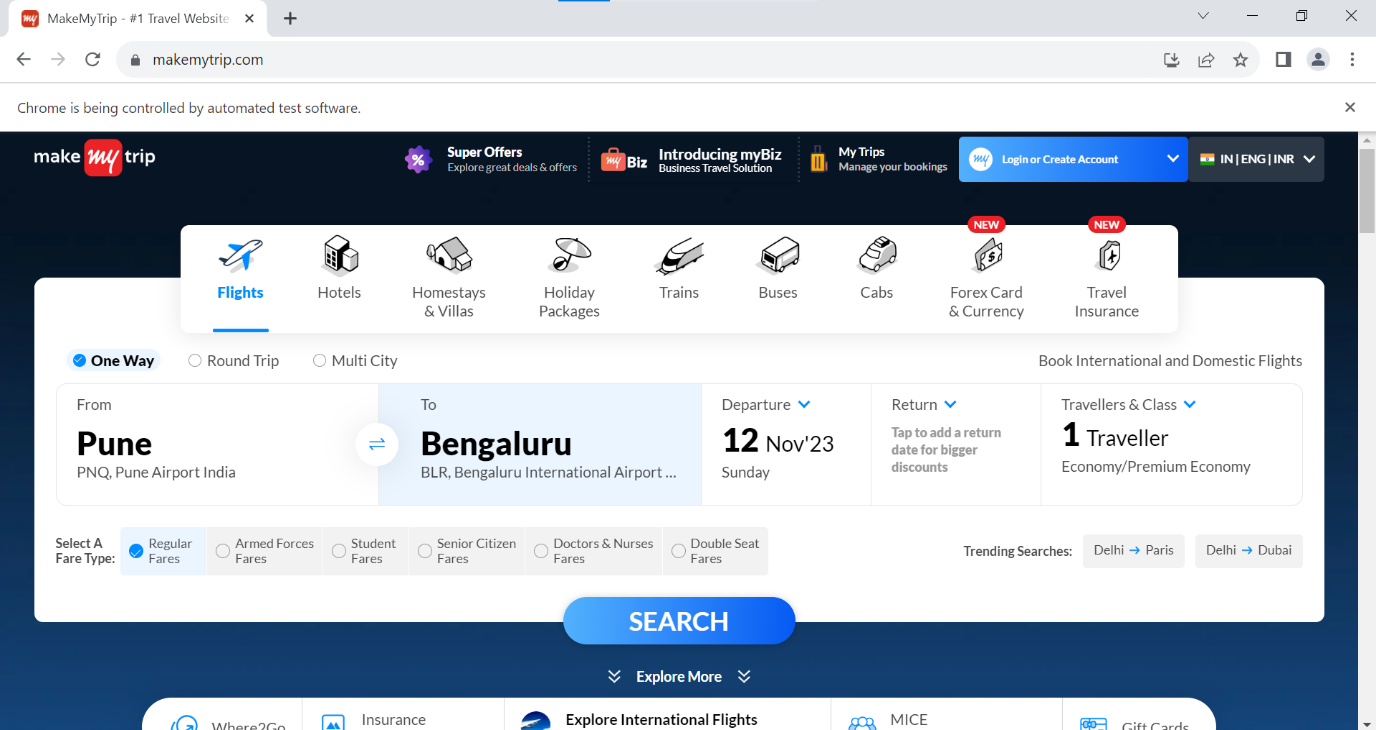 MakeMyTrip - #1 Travel Website
makemytrip.com
Chrome is being controlled by automated test software.
make my trip
%
Super Offers
Explore great deals & offers
my Biz
Introducing myBiz
Business Travel Solution
My Trips
Manage your bookings
my
Login or Create Account
IN | ENG | INR
NEW
NEW
Flights
Hotels
Homestays
& Villas
Holiday
Packages
Trains
Buses
Cabs
Forex Card
& Currency
Travel
Insurance
One Way
Round Trip
Multi City
Book International and Domestic Flights
From
Pune
PNQ, Pune Airport India
To
Bengaluru
BLR, Bengaluru International Airport ...
Departure
12 Nov'23
Sunday
Return
Tap to add a return
date for bigger
discounts
Travellers & Class
1 Traveller
Economy/Premium Economy
Select A
Fare Type:
Regular
Fares
Armed Forces
Fares
Student
Fares
Senior Citizen
Fares
Doctors & Nurses
Fares
Double Seat
Fares
Trending Searches:
Delhi → Paris
Delhi → Dubai
SEARCH
Explore More
Where2Go
Insurance
Explore International Flights
MICE
Gift Cards